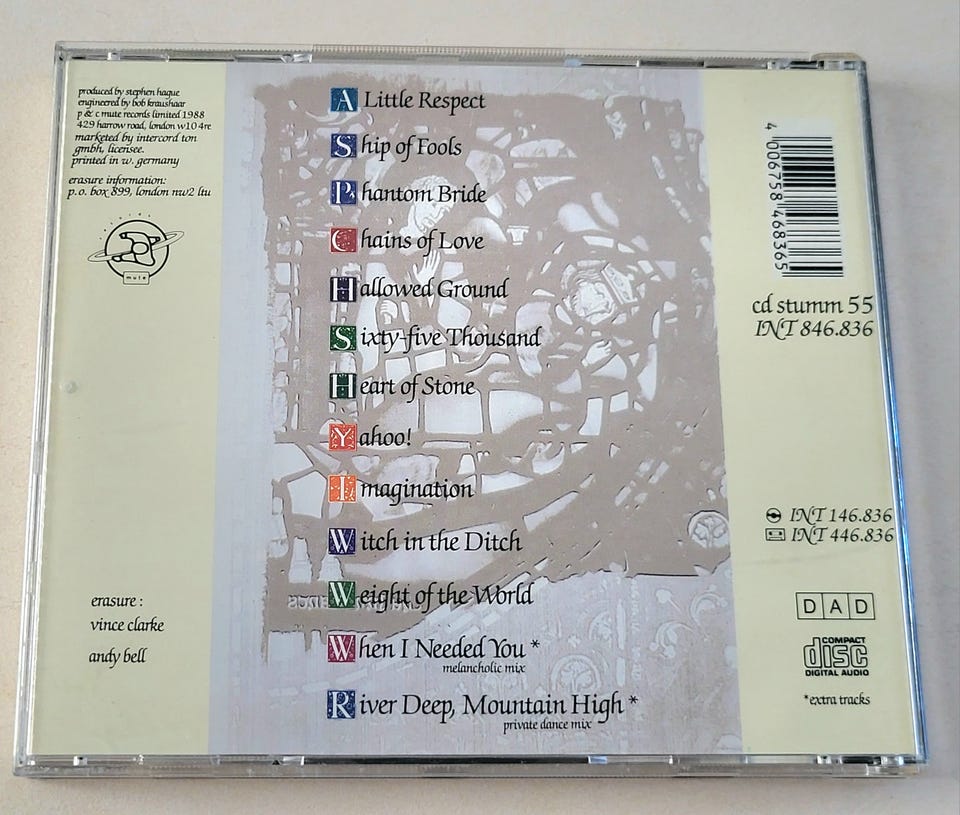 produced by stephen hague
engineered by bob kraushaar
p & c mute records limited 1988
429 harrow road, london w10 4re
marketed by intercord ton
gmbh, licensee.
printed in w. germany
erasure information:
p.o. box 899, london nw2 1tu
mute
erasure :
vince clarke
andy bell
A Little Respect
Ship of Fools
Phantom Bride
Chains of Love
Hallowed Ground
Sixty-five Thousand
Heart of Stone
Yahoo!
Imagination
Witch in the Ditch
Weight of the World
When I Needed You *
melancholic mix
River Deep, Mountain High *
private dance mix
4 006758 468365
cd stumm 55
INT 846.836
INT 146.836
INT 446.836
DAD
COMPACT
disc
DIGITAL AUDIO
*extra tracks